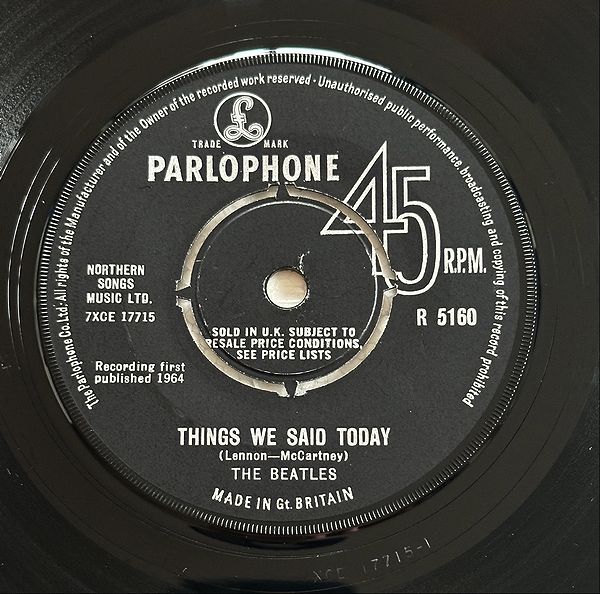 The Parlophone Co.Ltd. All rights of the Manufacturer and of the Owner of the recorded work reserved · Unauthorised public performance, broadcasting and copying of this record prohibited
£
TRADE MARK
PARLOPHONE
45
R.P.M.
NORTHERN
SONGS
MUSIC LTD.
7XCE 17715
R 5160
SOLD IN U.K. SUBJECT TO
RESALE PRICE CONDITIONS,
SEE PRICE LISTS
Recording first
published 1964
THINGS WE SAID TODAY
(Lennon—McCartney)
THE BEATLES
MADE IN Gt. BRITAIN
XCE 17715-1